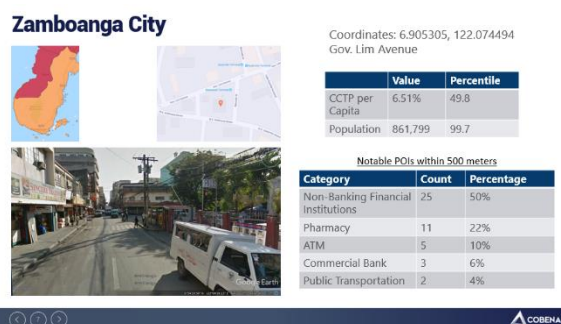 Zamboanga City
Coordinates: 6.905305, 122.074494
Gov. Lim Avenue
Value Percentile
CCTP per Capita 6.51% 49.8
Population 861,799 99.7
Notable POIs within 500 meters
Category Count Percentage
Non-Banking Financial Institutions 25 50%
Pharmacy 11 22%
ATM 5 10%
Commercial Bank 3 6%
Public Transportation 2 4%
Google Earth
7
COBENA